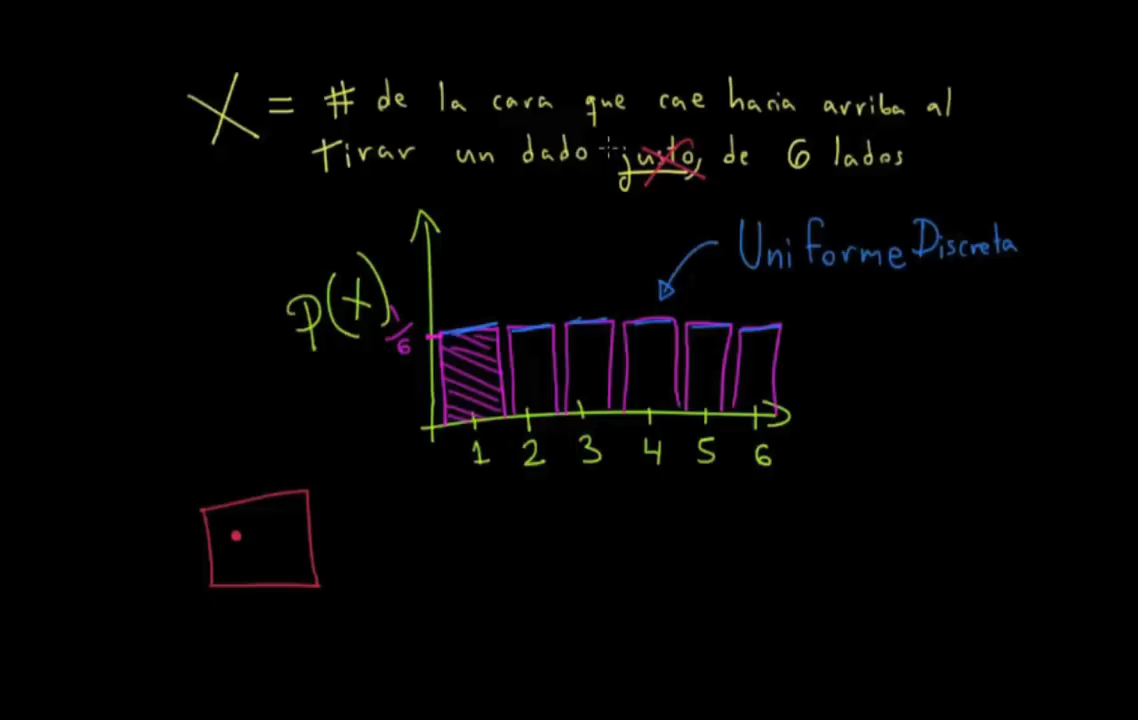 X = # de la cara que cae hacia arriba al
tirar un dado justo, de 6 lados
Uniforme Discreta
P(X)
1/6
1 2 3 4 5 6